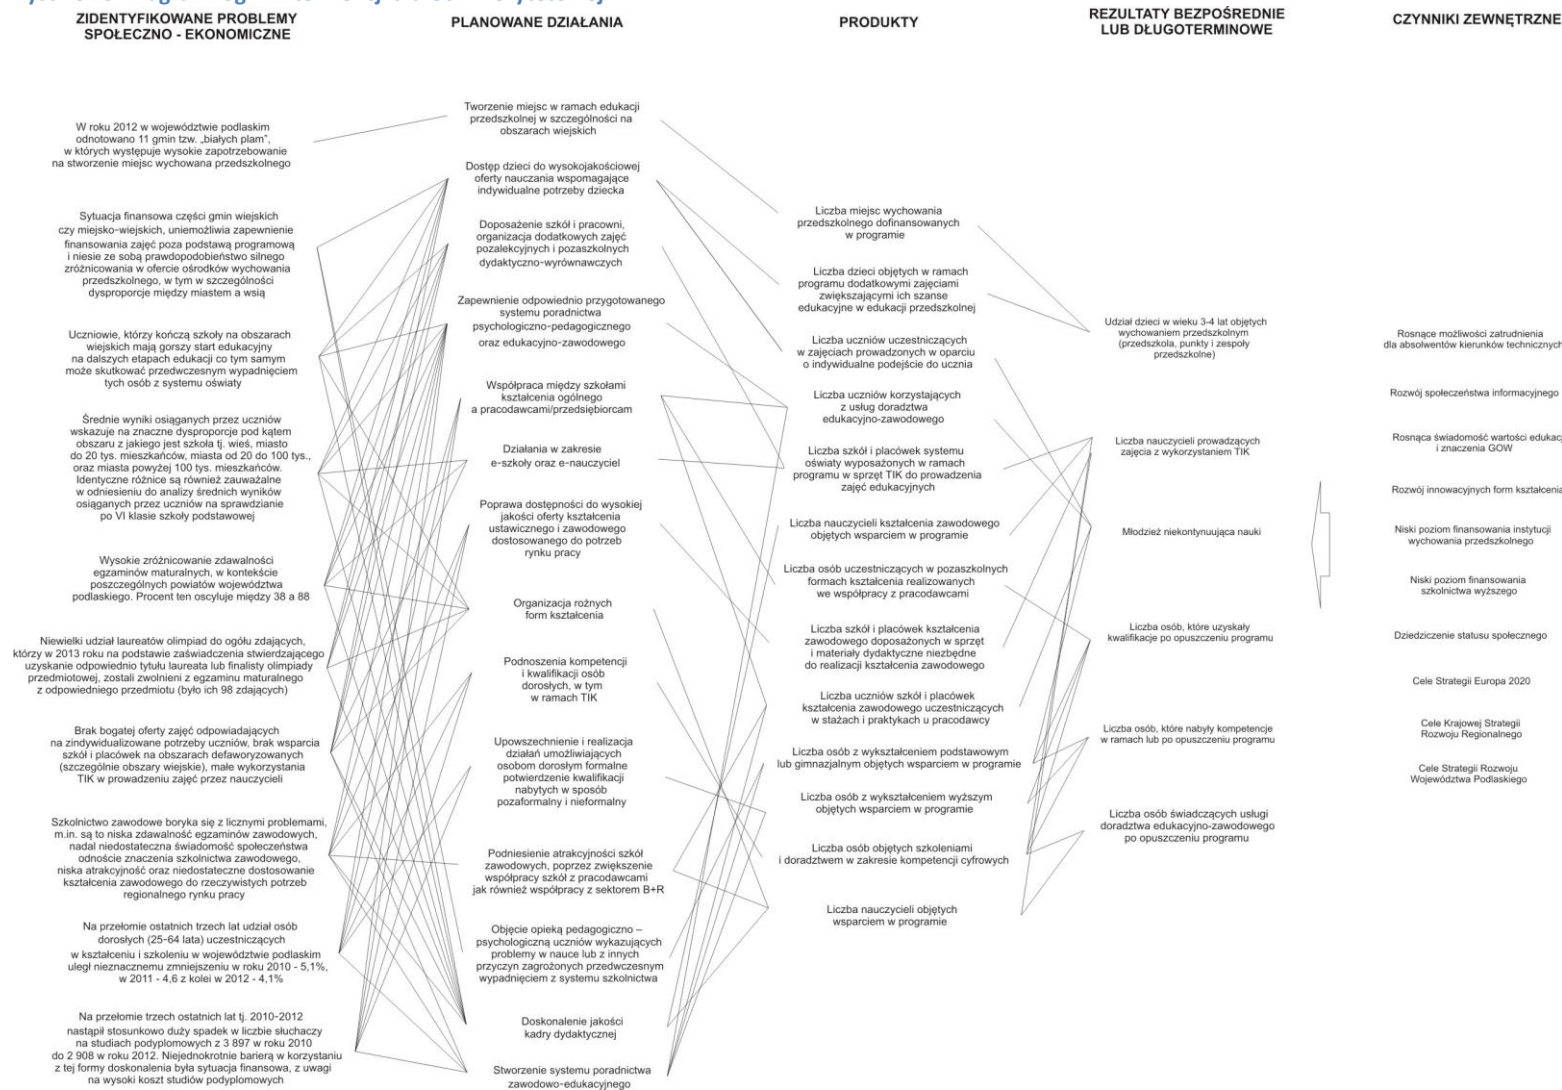 ZIDENTYFIKOWANE PROBLEMY
SPOŁECZNO - EKONOMICZNE
W roku 2012 w województwie podlaskim
odnotowano 11 gmin tzw. „białych plam",
w których występuje wysokie zapotrzebowanie
na stworzenie miejsc wychowana przedszkolnego
Sytuacja finansowa części gmin wiejskich
czy miejsko-wiejskich, uniemożliwia zapewnienie
finansowania zajęć poza podstawą programową
i niesie ze sobą prawdopodobieństwo silnego
zróżnicowania w ofercie ośrodków wychowania
przedszkolnego, w tym w szczególności
dysproporcje między miastem a wsią
Uczniowie, którzy kończą szkoły na obszarach
wiejskich mają gorszy start edukacyjny
na dalszych etapach edukacji co tym samym
może skutkować przedwczesnym wypadnięciem
tych osób z systemu oświaty
Średnie wyniki osiąganych przez uczniów
wskazuje na znaczne dysproporcje pod kątem
obszaru z jakiego jest szkoła tj. wieś, miasto
do 20 tys. mieszkańców, miasta od 20 do 100 tys.,
oraz miasta powyżej 100 tys. mieszkańców.
Identyczne różnice są również zauważalne
w odniesieniu do analizy średnich wyników
osiąganych przez uczniów na sprawdzianie
po VI klasie szkoły podstawowej
Wysokie zróżnicowanie zdawalności
egzaminów maturalnych, w kontekście
poszczególnych powiatów województwa
podlaskiego. Procent ten oscyluje między 38 a 88
Niewielki udział laureatów olimpiad do ogółu zdających,
którzy w 2013 roku na podstawie zaświadczenia stwierdzającego
uzyskanie odpowiednio tytułu laureata lub finalisty olimpiady
przedmiotowej, zostali zwolnieni z egzaminu maturalnego
z odpowiedniego przedmiotu (było ich 98 zdających)
Brak bogatej oferty zajęć odpowiadających
na zindywidualizowane potrzeby uczniów, brak wsparcia
szkół i placówek na obszarach defaworyzowanych
(szczególnie obszary wiejskie), małe wykorzystania
TIK w prowadzeniu zajęć przez nauczycieli
Szkolnictwo zawodowe boryka się z licznymi problemami,
m.in. są to niska zdawalność egzaminów zawodowych,
nadal niedostateczna świadomość społeczeństwa
odnoście znaczenia szkolnictwa zawodowego,
niska atrakcyjność oraz niedostateczne dostosowanie
kształcenia zawodowego do rzeczywistych potrzeb
regionalnego rynku pracy
Na przełomie ostatnich trzech lat udział osób
dorosłych (25-64 lata) uczestniczących
w kształceniu i szkoleniu w województwie podlaskim
uległ nieznacznemu zmniejszeniu w roku 2010 - 5,1%,
w 2011 - 4,6 z kolei w 2012 - 4,1%
Na przełomie trzech ostatnich lat tj. 2010-2012
nastąpił stosunkowo duży spadek w liczbie słuchaczy
na studiach podyplomowych z 3 897 w roku 2010
do 2 908 w roku 2012. Niejednokrotnie barierą w korzystaniu
z tej formy doskonalenia była sytuacja finansowa, z uwagi
na wysoki koszt studiów podyplomowych
PLANOWANE DZIAŁANIA
Tworzenie miejsc w ramach edukacji
przedszkolnej w szczególności na
obszarach wiejskich
Dostęp dzieci do wysokojakościowej
oferty nauczania wspomagające
indywidualne potrzeby dziecka
Doposażenie szkół i pracowni,
organizacja dodatkowych zajęć
pozalekcyjnych i pozaszkolnych
dydaktyczno-wyrównawczych
Zapewnienie odpowiednio przygotowanego
systemu poradnictwa
psychologiczno-pedagogicznego
oraz edukacyjno-zawodowego
Współpraca między szkołami
kształcenia ogólnego
a pracodawcami/przedsiębiorcam
Działania w zakresie
e-szkoły oraz e-nauczyciel
Poprawa dostępności do wysokiej
jakości oferty kształcenia
ustawicznego i zawodowego
dostosowanego do potrzeb
rynku pracy
Organizacja rożnych
form kształcenia
Podnoszenia kompetencji
i kwalifikacji osób
dorosłych, w tym
w ramach TIK
Upowszechnienie i realizacja
działań umożliwiających
osobom dorosłym formalne
potwierdzenie kwalifikacji
nabytych w sposób
pozaformalny i nieformalny
Podniesienie atrakcyjności szkół
zawodowych, poprzez zwiększenie
współpracy szkół z pracodawcami
jak również współpracy z sektorem B+R
Objęcie opieką pedagogiczno –
psychologiczną uczniów wykazujących
problemy w nauce lub z innych
przyczyn zagrożonych przedwczesnym
wypadnięciem z systemu szkolnictwa
Doskonalenie jakości
kadry dydaktycznej
Stworzenie systemu poradnictwa
zawodowo-edukacyjnego
PRODUKTY
Liczba miejsc wychowania
przedszkolnego dofinansowanych
w programie
Liczba dzieci objętych w ramach
programu dodatkowymi zajęciami
zwiększającymi ich szanse
edukacyjne w edukacji przedszkolnej
Liczba uczniów uczestniczących
w zajęciach prowadzonych w oparciu
o indywidualne podejście do ucznia
Liczba uczniów korzystających
z usług doradztwa
edukacyjno-zawodowego
Liczba szkół i placówek systemu
oświaty wyposażonych w ramach
programu w sprzęt TIK do prowadzenia
zajęć edukacyjnych
Liczba nauczycieli kształcenia zawodowego
objętych wsparciem w programie
Liczba osób uczestniczących w pozaszkolnych
formach kształcenia realizowanych
we współpracy z pracodawcami
Liczba szkół i placówek kształcenia
zawodowego doposażonych w sprzęt
i materiały dydaktyczne niezbędne
do realizacji kształcenia zawodowego
Liczba uczniów szkół i placówek
kształcenia zawodowego uczestniczących
w stażach i praktykach u pracodawcy
Liczba osób z wykształceniem podstawowym
lub gimnazjalnym objętych wsparciem w programie
Liczba osób z wykształceniem wyższym
objętych wsparciem w programie
Liczba osób objętych szkoleniami
i doradztwem w zakresie kompetencji cyfrowych
Liczba nauczycieli objętych
wsparciem w programie
REZULTATY BEZPOŚREDNIE
LUB DŁUGOTERMINOWE
Udział dzieci w wieku 3-4 lat objętych
wychowaniem przedszkolnym
(przedszkola, punkty i zespoły
przedszkolne)
Liczba nauczycieli prowadzących
zajęcia z wykorzystaniem TIK
Młodzież niekontynuująca nauki
Liczba osób, które uzyskały
kwalifikacje po opuszczeniu programu
Liczba osób, które nabyły kompetencje
w ramach lub po opuszczeniu programu
Liczba osób świadczących usługi
doradztwa edukacyjno-zawodowego
po opuszczeniu programu
CZYNNIKI ZEWNĘTRZNE
Rosnące możliwości zatrudnienia
dla absolwentów kierunków technicznych
Rozwój społeczeństwa informacyjnego
Rosnąca świadomość wartości edukac
i znaczenia GOW
Rozwój innowacyjnych form kształcenia
Niski poziom finansowania instytucji
wychowania przedszkolnego
Niski poziom finansowania
szkolnictwa wyższego
Dziedziczenie statusu społecznego
Cele Strategii Europa 2020
Cele Krajowej Strategii
Rozwoju Regionalnego
Cele Strategii Rozwoju
Województwa Podlaskiego